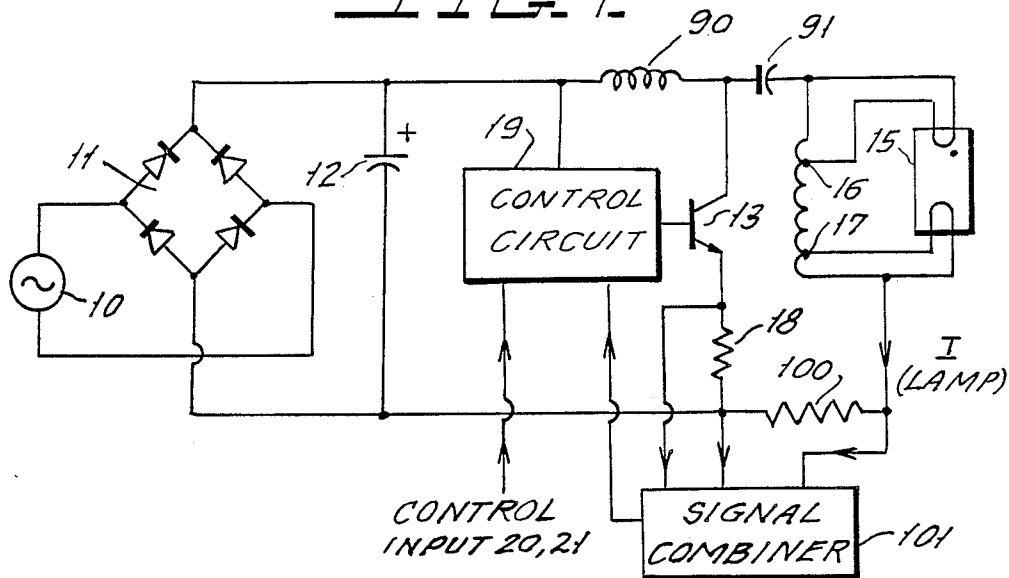 90
91
11
19
12
+
15
16
CONTROL
CIRCUIT
13
17
10
18
I
(LAMP)
100
CONTROL
INPUT 20,21
SIGNAL
COMBINER
101